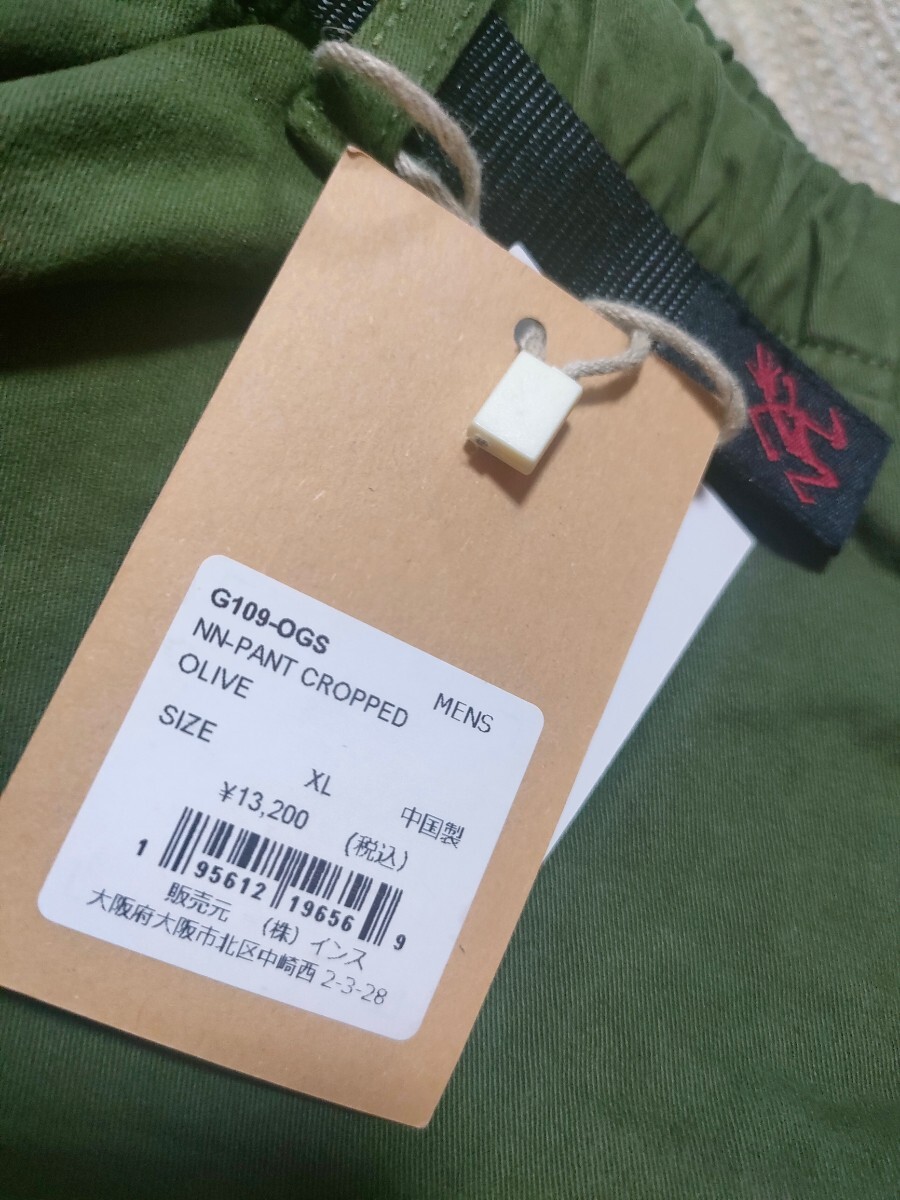 G109-OGS
NN-PANT CROPPED MENS
OLIVE
SIZE
XL
¥13,200 中国製
(税込)
1 95612 19656 9
販売元 (株) インス
大阪府大阪市北区中崎西 2-3-28